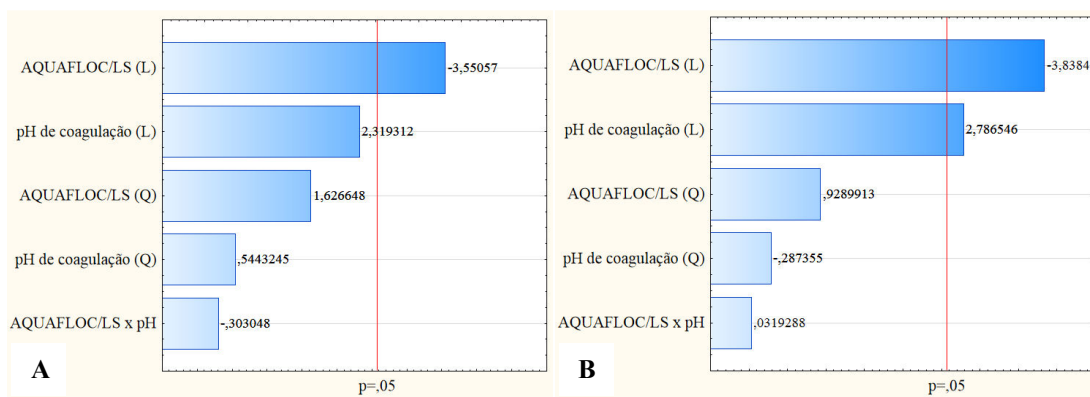 AQUAFLOC/LS (L)
-3,55057
pH de coagulação (L)
2,319312
AQUAFLOC/LS (Q)
1,626648
pH de coagulação (Q)
,5443245
AQUAFLOC/LS x pH
-,303048
A
p=,05
AQUAFLOC/LS (L)
-3,8384
pH de coagulação (L)
2,786546
AQUAFLOC/LS (Q)
,9289913
pH de coagulação (Q)
-,287355
AQUAFLOC/LS x pH
,0319288
B
p=,05